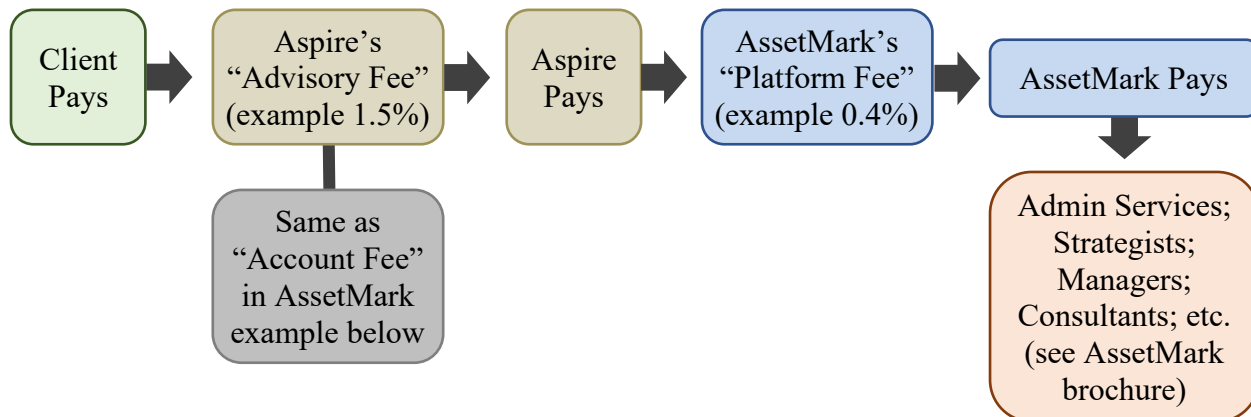 Client
Pays
Aspire’s
“Advisory Fee”
(example 1.5%)
Aspire
Pays
AssetMark’s
“Platform Fee”
(example 0.4%)
AssetMark Pays
Same as
“Account Fee”
in AssetMark
example below
Admin Services;
Strategists;
Managers;
Consultants; etc.
(see AssetMark
brochure)